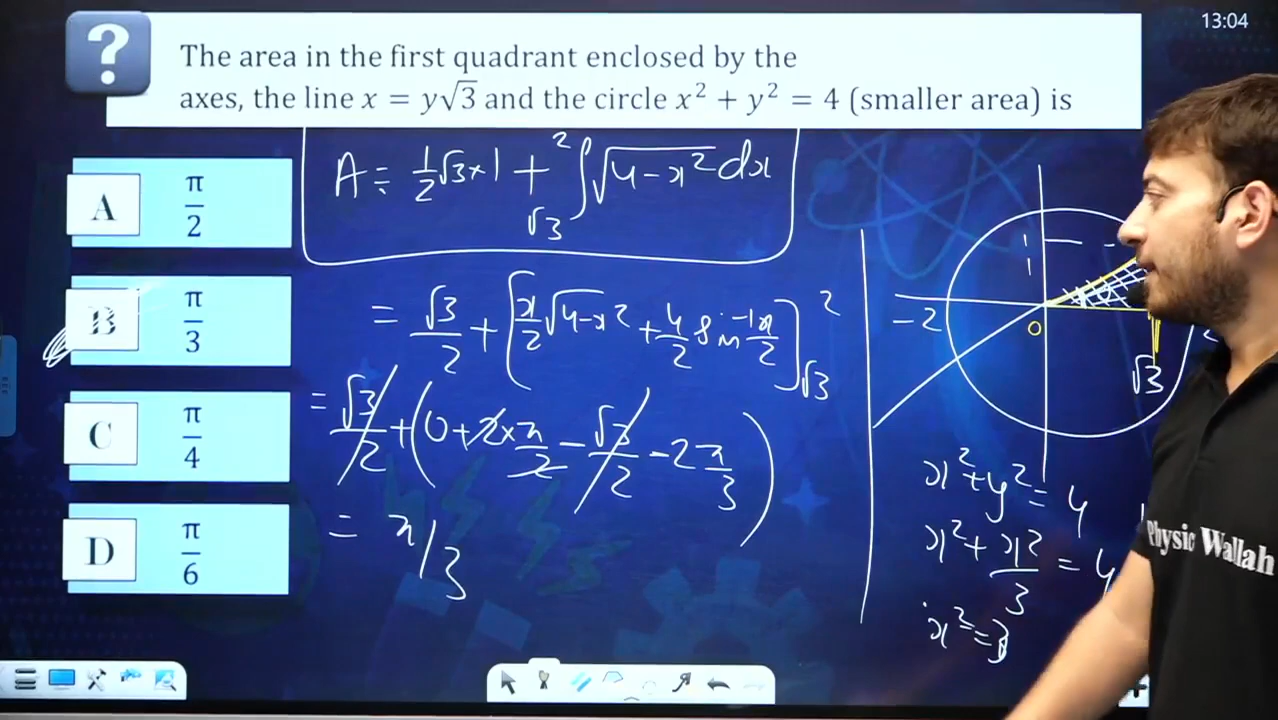 13:04
?
The area in the first quadrant enclosed by the
axes, the line x = y√3 and the circle x² + y² = 4 (smaller area) is
A π/2
B π/3
C π/4
D π/6
A = 1/2 √3 × 1 + ∫_√3^2 √(4-x²) dx
= √3/2 + [x/2 √(4-x²) + 4/2 sin⁻¹ x/2]_√3^2
= √3/2 + (0 + 2 × π/2 - √3/2 - 2 π/3)
= π/3
1
-2
0
2
√3
x² + y² = 4
x² + x²/3 = 4
x² = 3
Physics Wallah